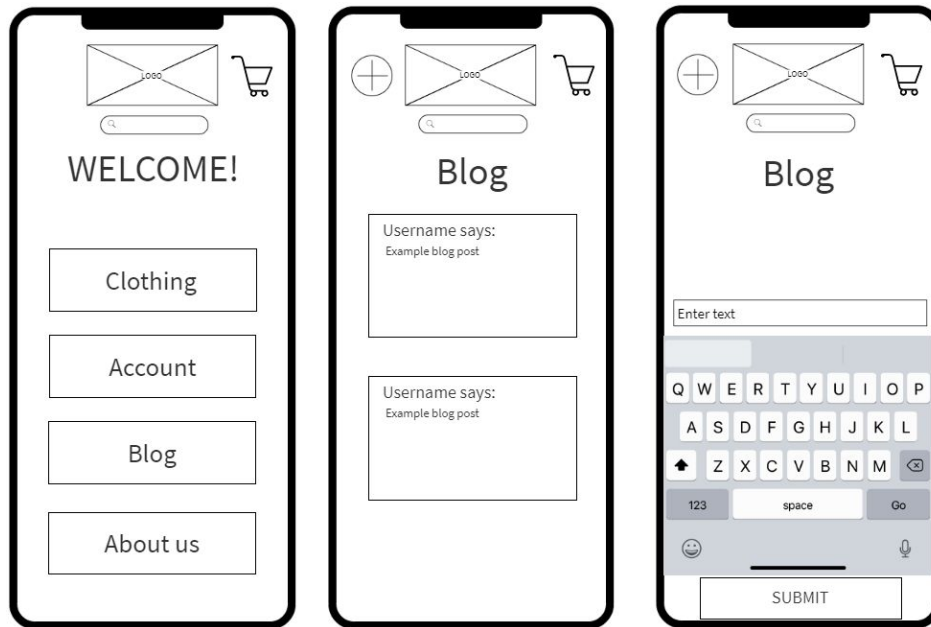 LOGO
WELCOME!
Clothing
Account
Blog
About us
LOGO
Blog
Username says:
Example blog post
Username says:
Example blog post
LOGO
Blog
Enter text
Q W E R T Y U I O P
A S D F G H J K L
Z X C V B N M
123 space Go
SUBMIT